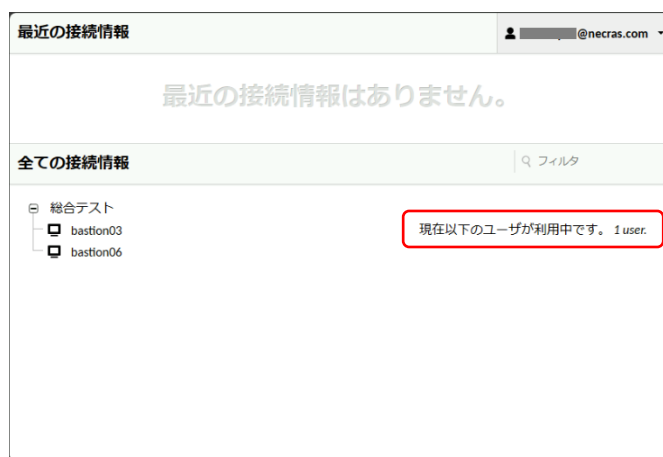 最近の接続情報
@necras.com
最近の接続情報はありません。
全ての接続情報
フィルタ
総合テスト
bastion03
現在以下のユーザが利用中です。 1 user.
bastion06